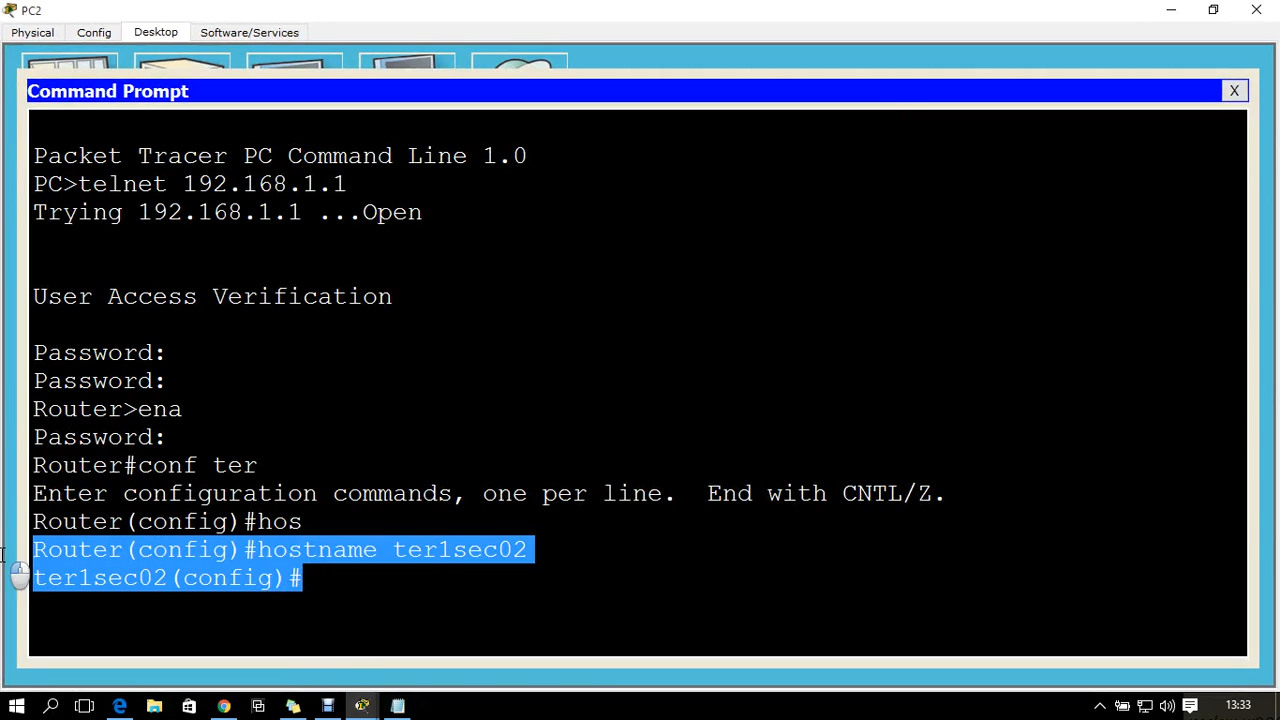 PC2
Physical Config Desktop Software/Services
Command Prompt X
Packet Tracer PC Command Line 1.0
PC>telnet 192.168.1.1
Trying 192.168.1.1 ...Open
User Access Verification
Password:
Password:
Router>ena
Password:
Router#conf ter
Enter configuration commands, one per line.  End with CNTL/Z.
Router(config)#hos
Router(config)#hostname ter1sec02
ter1sec02(config)#
13:33